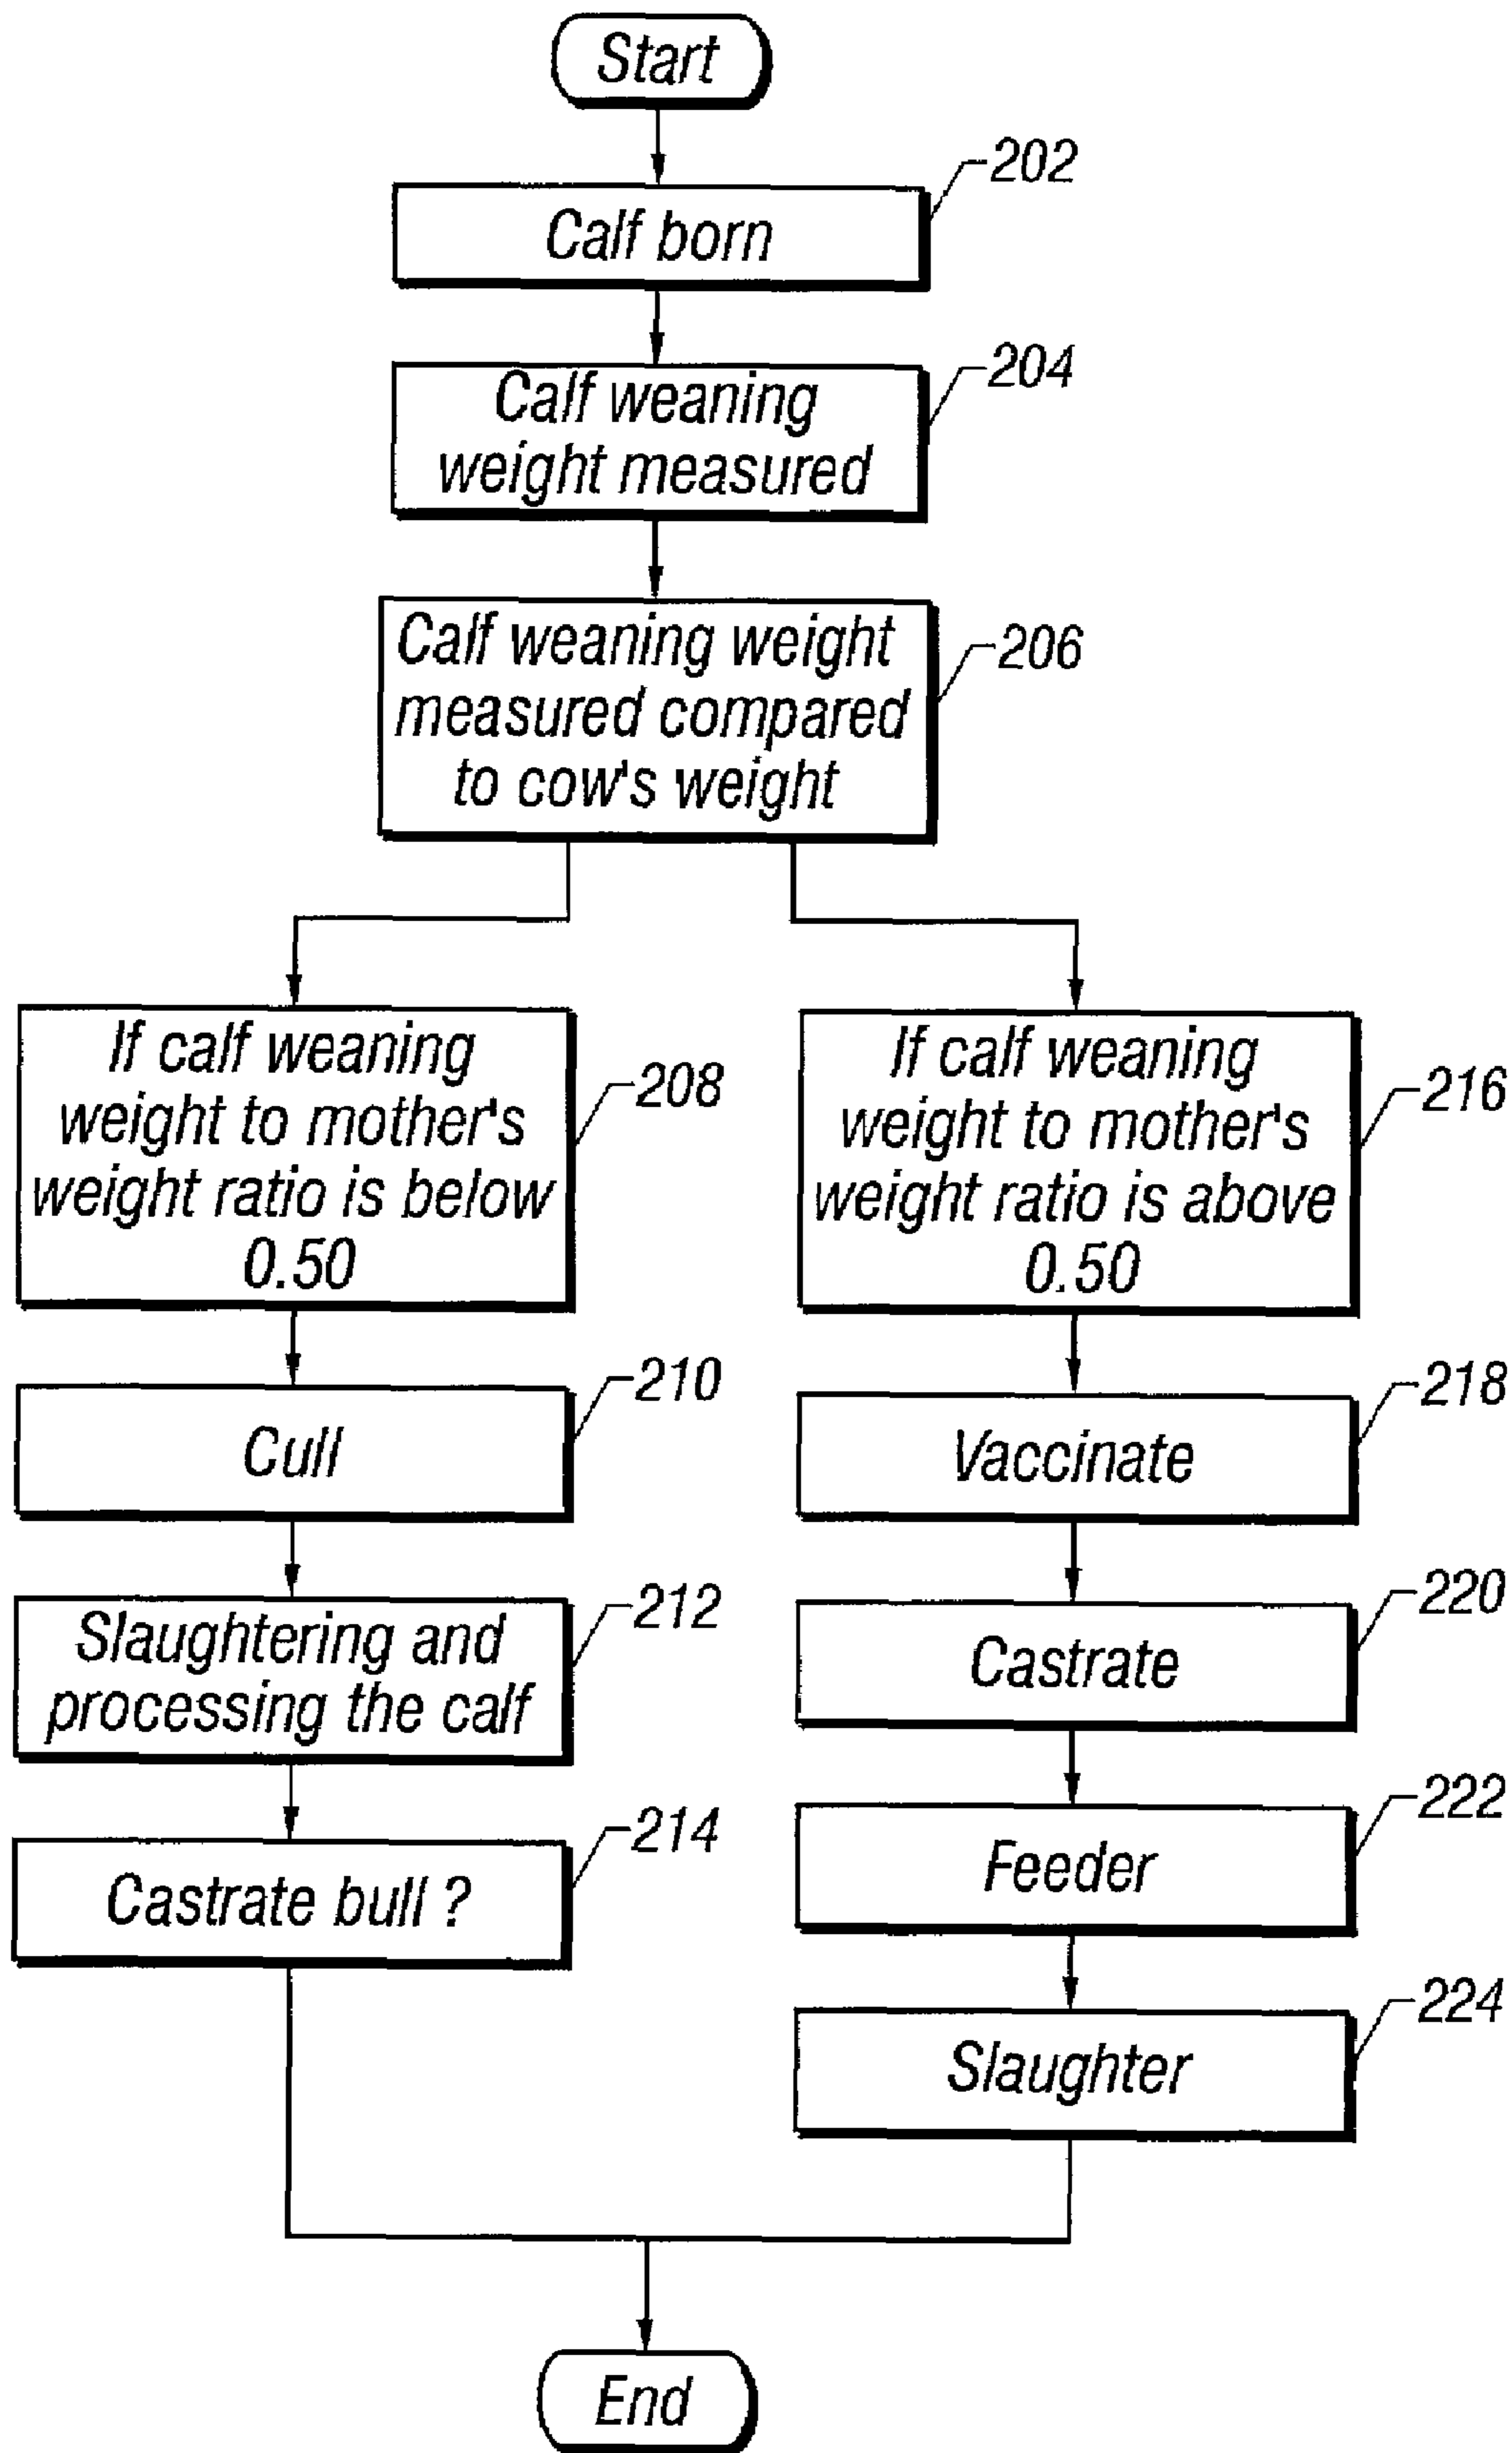 Start
202
Calf born
204
Calf weaning
weight measured
206
Calf weaning weight
measured compared
to cow's weight
208
If calf weaning
weight to mother's
weight ratio is below
0.50
210
Cull
212
Slaughtering and
processing the calf
214
Castrate bull ?
216
If calf weaning
weight to mother's
weight ratio is above
0.50
218
Vaccinate
220
Castrate
222
Feeder
224
Slaughter
End